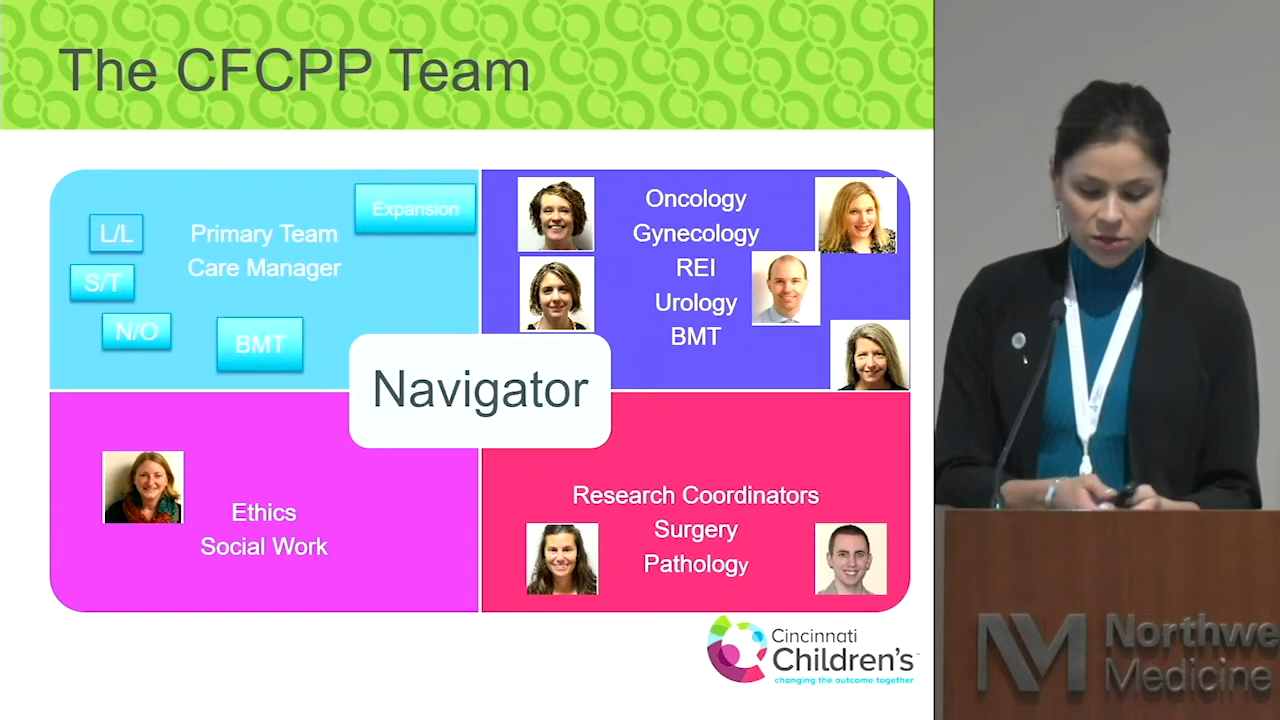 The CFCPP Team
Expansion
L/L
Primary Team
Care Manager
S/T
N/O
BMT
Oncology
Gynecology
REI
Urology
BMT
Navigator
Ethics
Social Work
Research Coordinators
Surgery
Pathology
Cincinnati
Children's
changing the outcome together
Northwe
Medicine